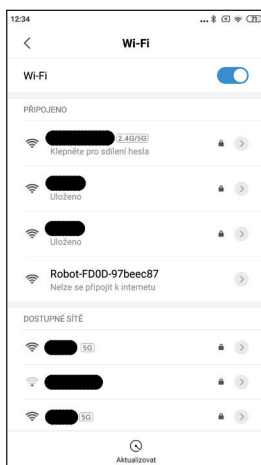 12:34
71
Wi-Fi
Wi-Fi
PŘIPOJENO
2.4G/5G
Klepněte pro sdílení hesla
Uloženo
Uloženo
Robot-FD0D-97beec87
Nelze se připojit k internetu
DOSTUPNÉ SÍTĚ
5G
5G
Aktualizovat